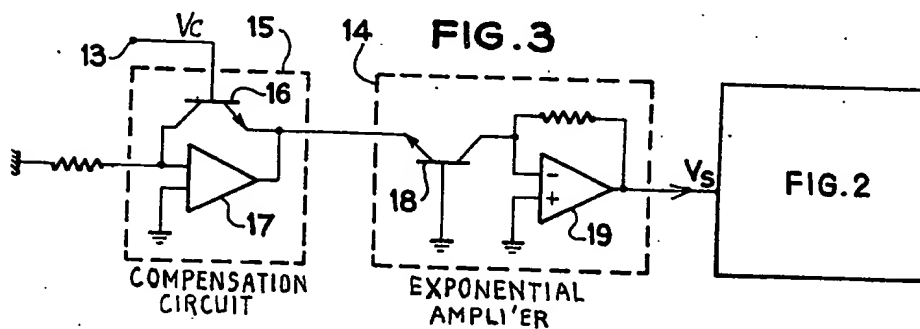 FIG.3
13
Vc
15
14
16
17
18
-
+
19
Vs
FIG.2
COMPENSATION
CIRCUIT
EXPONENTIAL
AMPLI'ER